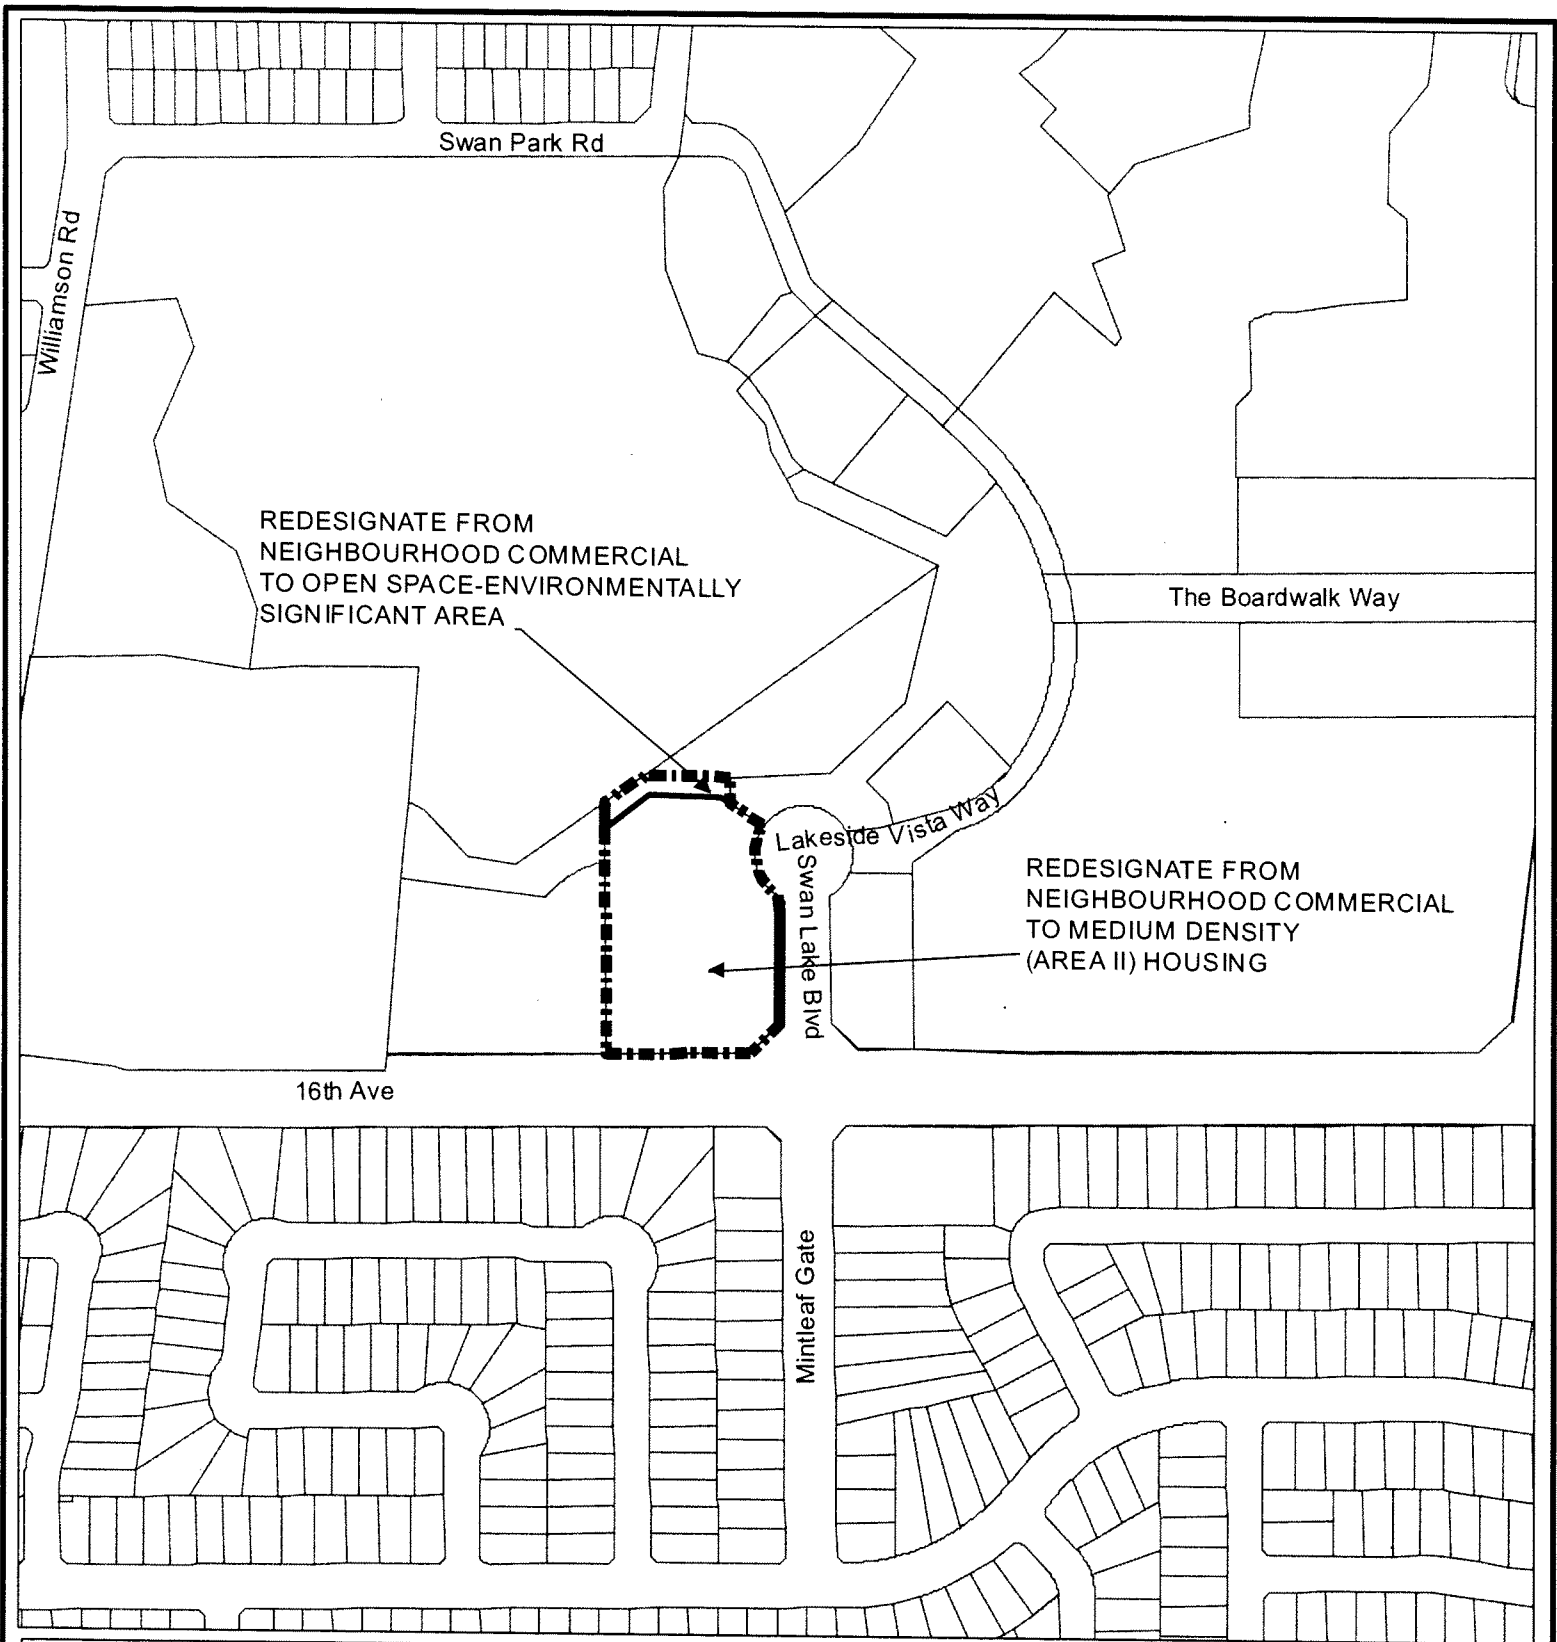 Swan Park Rd
Williamson Rd
REDESIGNATE FROM
NEIGHBOURHOOD COMMERCIAL
TO OPEN SPACE-ENVIRONMENTALLY
SIGNIFICANT AREA
The Boardwalk Way
Lakeside Vista Way
Swan Lake Blvd
REDESIGNATE FROM
NEIGHBOURHOOD COMMERCIAL
TO MEDIUM DENSITY
(AREA II) HOUSING
16th Ave
Mintleaf Gate